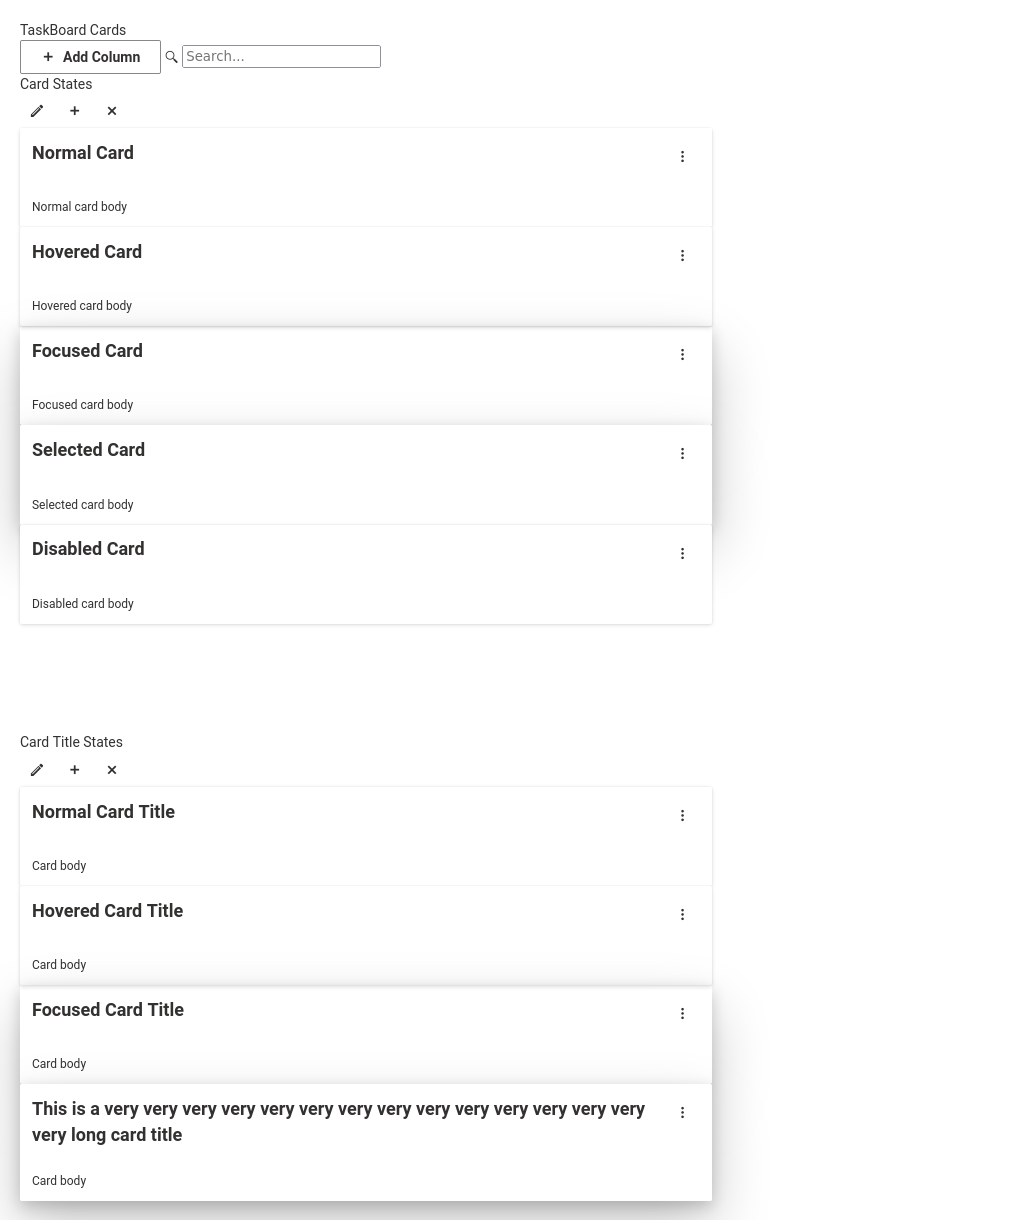 TaskBoard Cards
Add Column
Search...
Card States
Normal Card
Normal card body
Hovered Card
Hovered card body
Focused Card
Focused card body
Selected Card
Selected card body
Disabled Card
Disabled card body
Card Title States
Normal Card Title
Card body
Hovered Card Title
Card body
Focused Card Title
Card body
This is a very very very very very very very very very very very very very very
very long card title
Card body